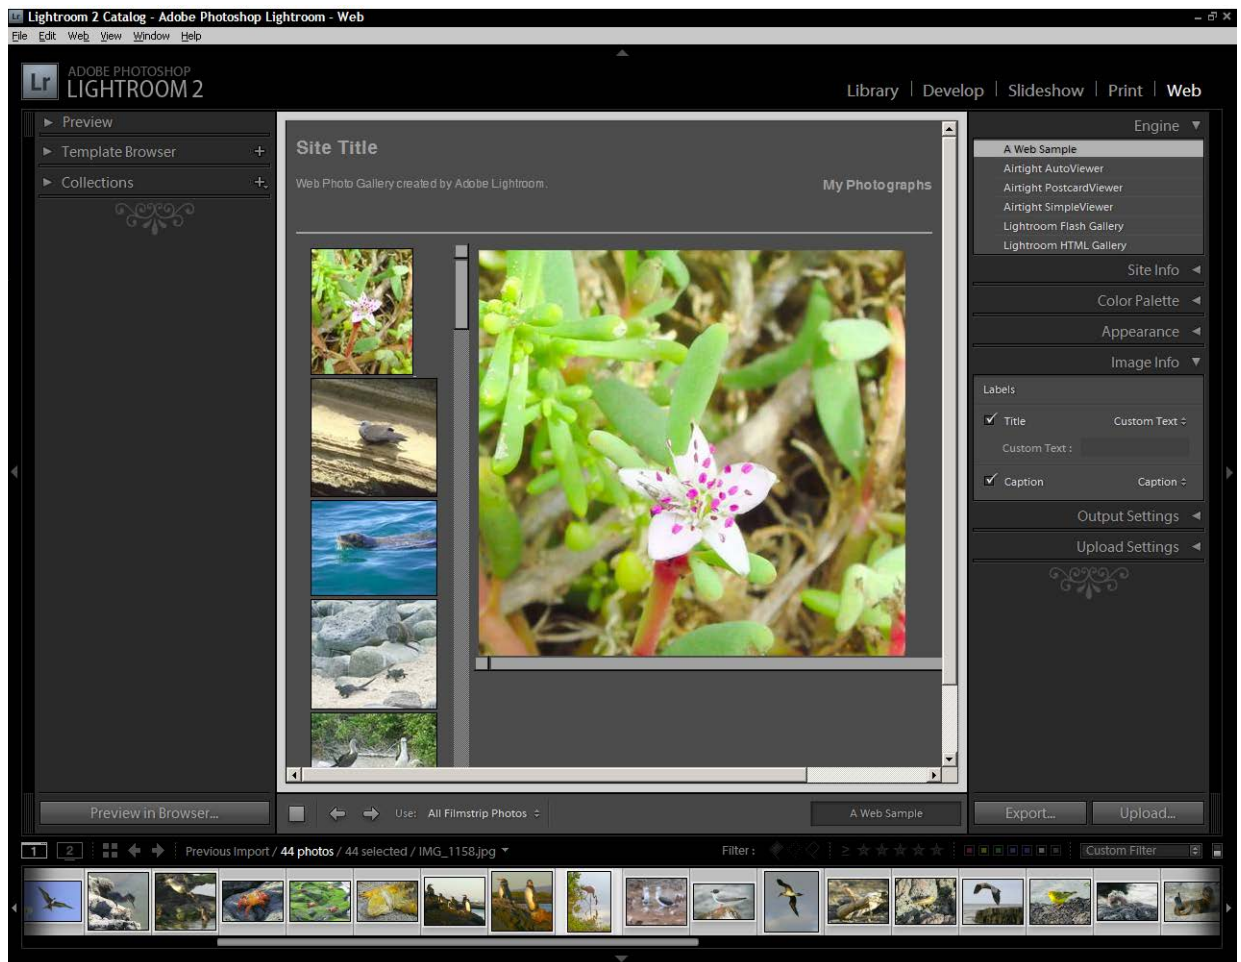 Lr Lightroom 2 Catalog - Adobe Photoshop Lightroom - Web
File Edit Web View Window Help
Lr ADOBE PHOTOSHOP
LIGHTROOM 2
Library | Develop | Slideshow | Print | Web
Preview
Template Browser +
Collections +
Preview in Browser...
Site Title
Web Photo Gallery created by Adobe Lightroom.
My Photographs
Use: All Filmstrip Photos
A Web Sample
Engine
A Web Sample
Airtight AutoViewer
Airtight PostcardViewer
Airtight SimpleViewer
Lightroom Flash Gallery
Lightroom HTML Gallery
Site Info
Color Palette
Appearance
Image Info
Labels
Title Custom Text
Custom Text :
Caption Caption
Output Settings
Upload Settings
Export... Upload...
1 2 Previous Import / 44 photos / 44 selected / IMG_1158.jpg Filter : ≥ ★ ★ ★ ★ ★ Custom Filter